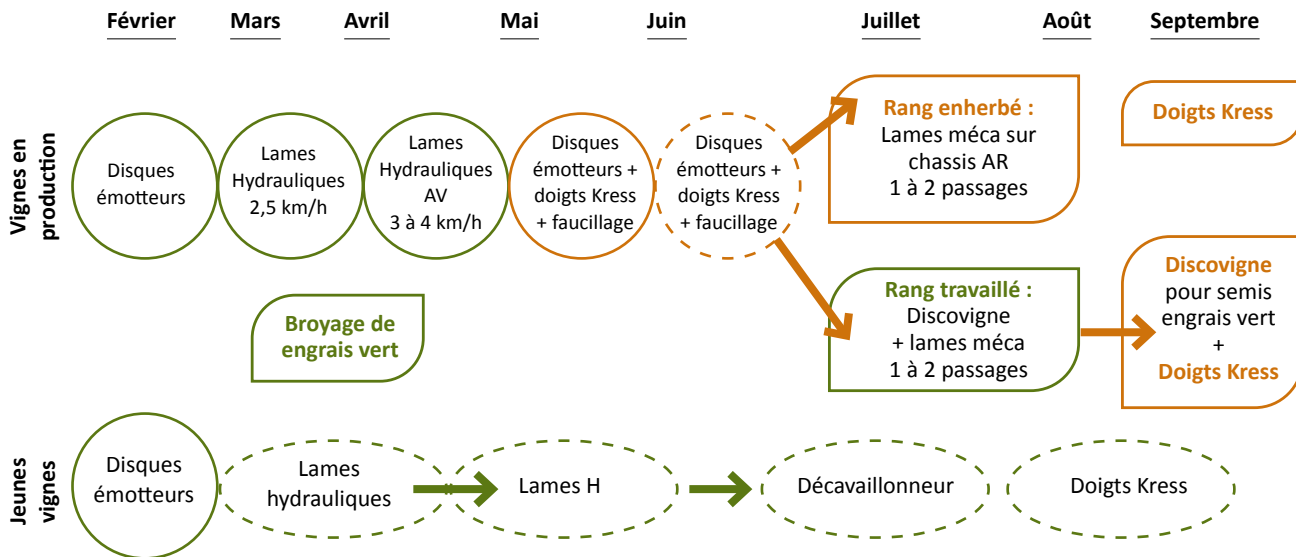 Février
Mars
Avril
Mai
Juin
Juillet
Août
Septembre
Vignes en
production
Disques
émotteurs
Lames
Hydrauliques
2,5 km/h
Lames
Hydrauliques
AV
3 à 4 km/h
Disques
émotteurs +
doigts Kress
+ faucillage
Disques
émotteurs +
doigts Kress
+ faucillage
Rang enherbé :
Lames méca sur
chassis AR
1 à 2 passages
Doigts Kress
Rang travaillé :
Discovigne
+ lames méca
1 à 2 passages
Discovigne
pour semis
engrais vert
+
Doigts Kress
Broyage de
engrais vert
Jeunes
vignes
Disques
émotteurs
Lames
hydrauliques
Lames H
Décavaillonneur
Doigts Kress